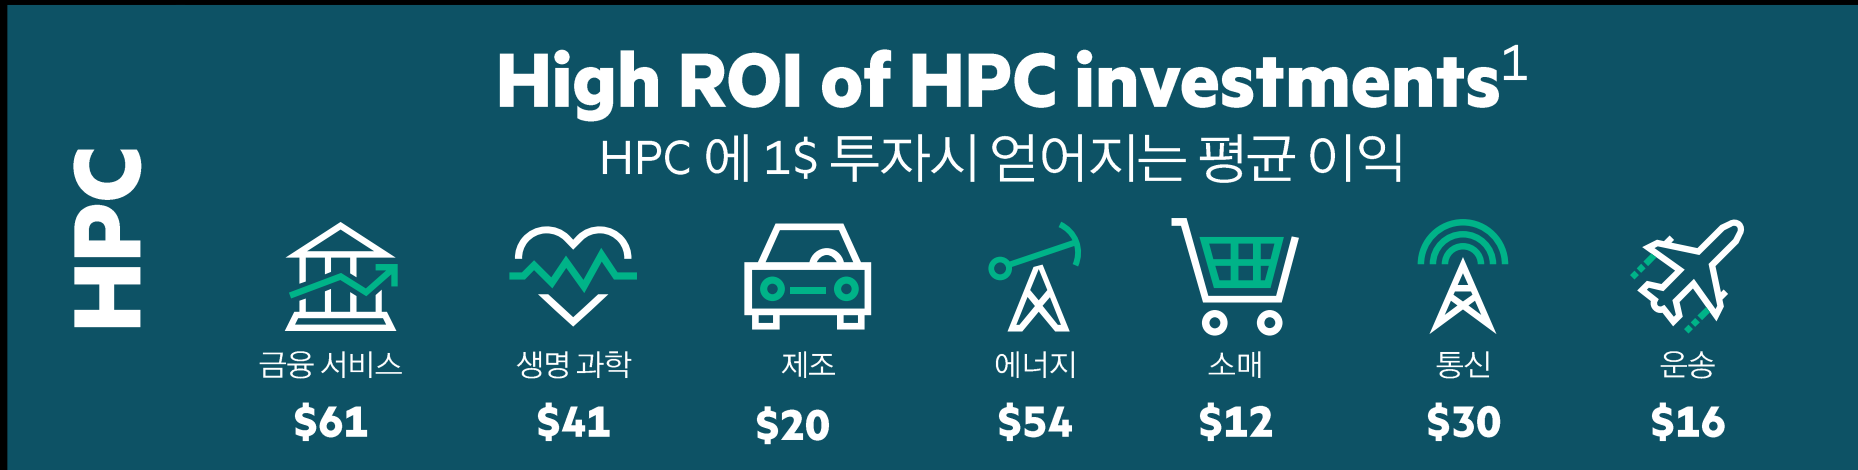 High ROI of HPC investments1
HPC 에 1$ 투자시 얻어지는 평균 이익
HPC
금융 서비스 생명 과학 제조 에너지 소매 통신 운송
$61 $41 $20 $54 $12 $30 $16